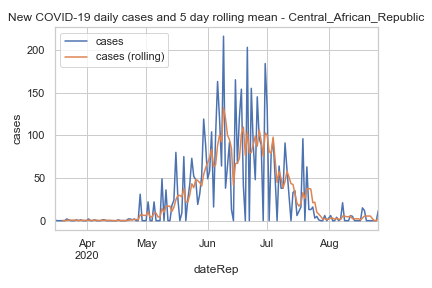 New COVID-19 daily cases and 5 day rolling mean - Central_African_Republic
cases
cases (rolling)
200
150
100
50
0
cases
Apr
2020
May
Jun
Jul
Aug
dateRep